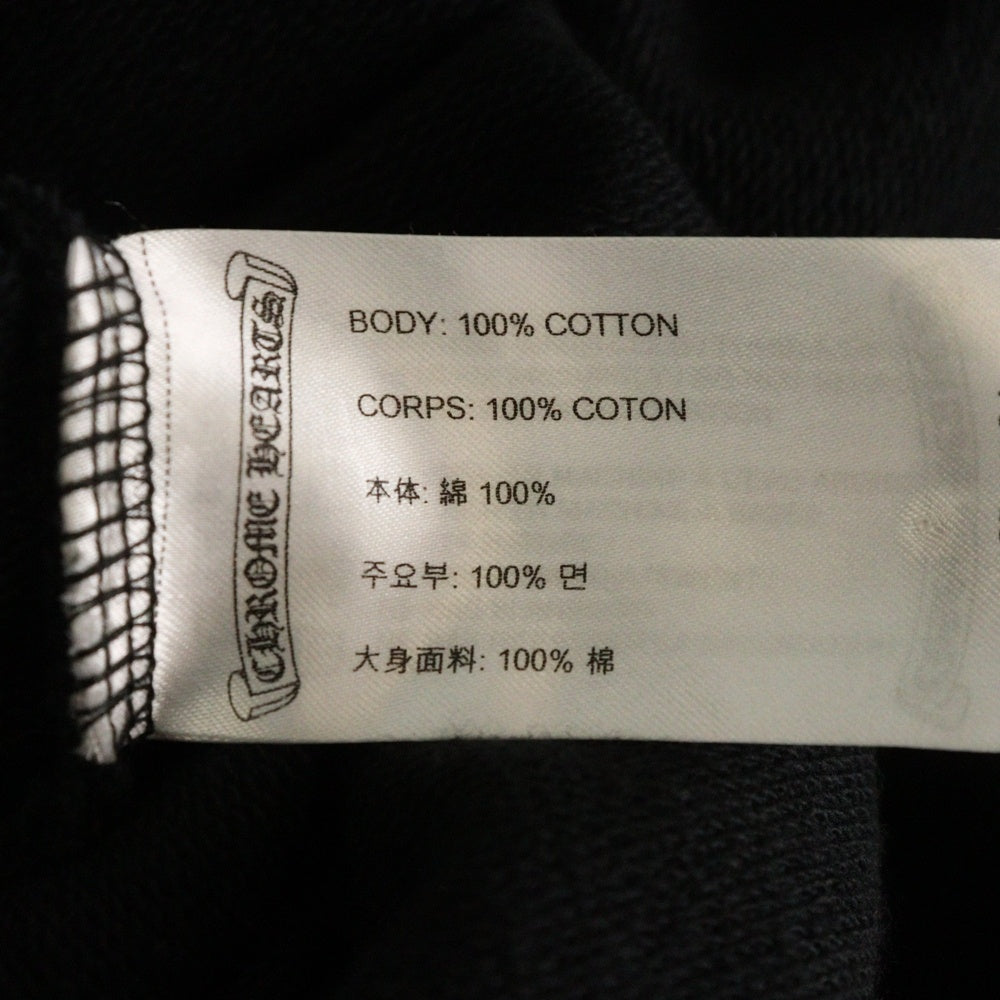 CHROME HEARTS
BODY: 100% COTTON
CORPS: 100% COTON
本体: 綿 100%
주요부: 100% 면
大身面料: 100% 棉